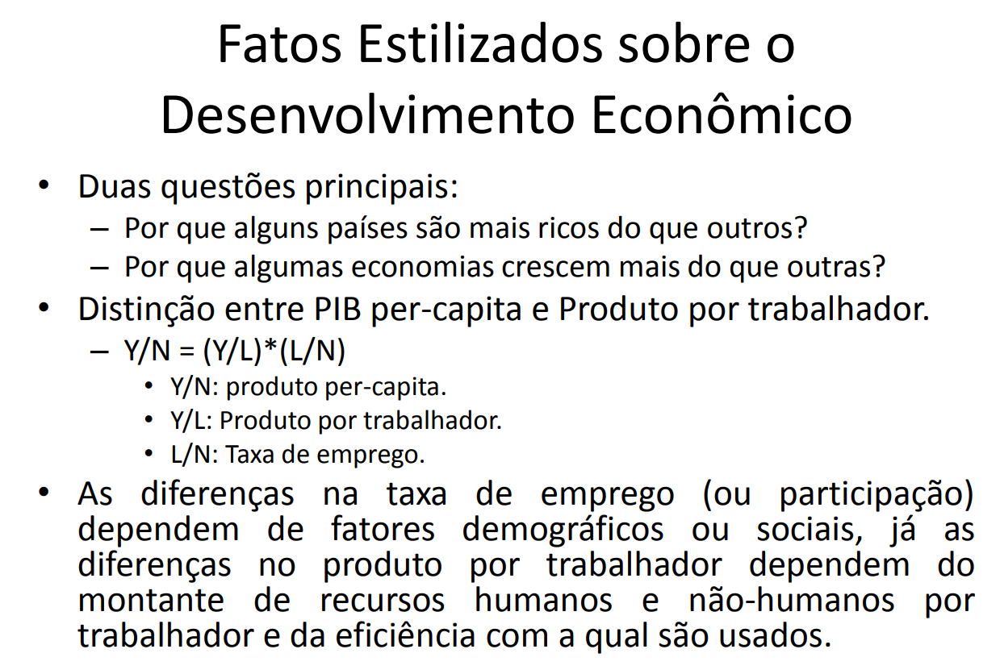 Fatos Estilizados sobre o
Desenvolvimento Econômico
• Duas questões principais:
– Por que alguns países são mais ricos do que outros?
– Por que algumas economias crescem mais do que outras?
• Distinção entre PIB per-capita e Produto por trabalhador.
– Y/N = (Y/L)*(L/N)
• Y/N: produto per-capita.
• Y/L: Produto por trabalhador.
• L/N: Taxa de emprego.
• As diferenças na taxa de emprego (ou participação)
dependem de fatores demográficos ou sociais, já as
diferenças no produto por trabalhador dependem do
montante de recursos humanos e não-humanos por
trabalhador e da eficiência com a qual são usados.